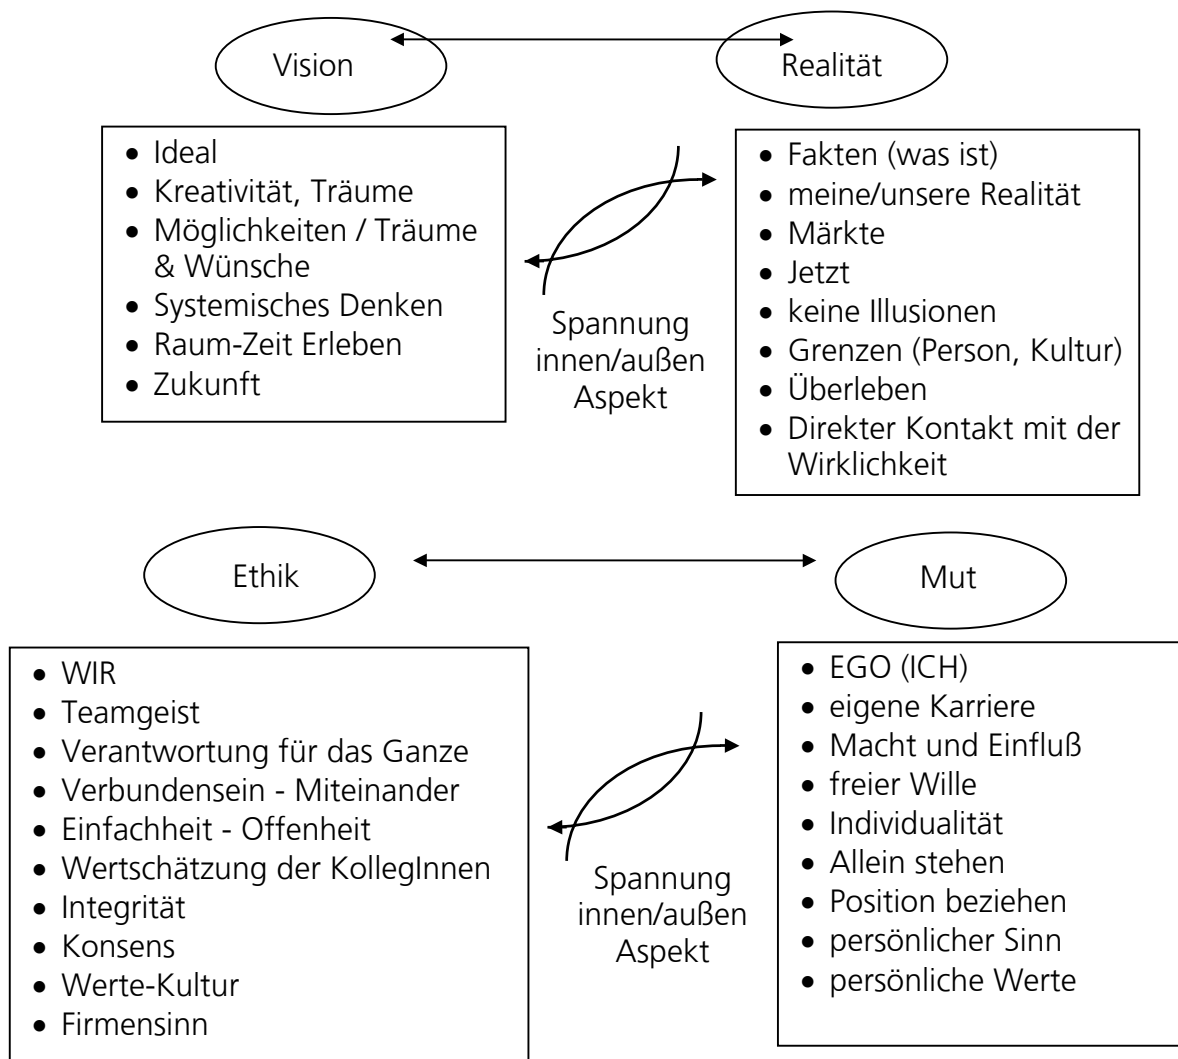 Vision
Realität
• Ideal
• Kreativität, Träume
• Möglichkeiten / Träume
& Wünsche
• Systemisches Denken
• Raum-Zeit Erleben
• Zukunft
Spannung
innen/außen
Aspekt
• Fakten (was ist)
• meine/unsere Realität
• Märkte
• Jetzt
• keine Illusionen
• Grenzen (Person, Kultur)
• Überleben
• Direkter Kontakt mit der
Wirklichkeit
Ethik
Mut
• WIR
• Teamgeist
• Verantwortung für das Ganze
• Verbundensein - Miteinander
• Einfachheit - Offenheit
• Wertschätzung der KollegInnen
• Integrität
• Konsens
• Werte-Kultur
• Firmensinn
Spannung
innen/außen
Aspekt
• EGO (ICH)
• eigene Karriere
• Macht und Einfluß
• freier Wille
• Individualität
• Allein stehen
• Position beziehen
• persönlicher Sinn
• persönliche Werte